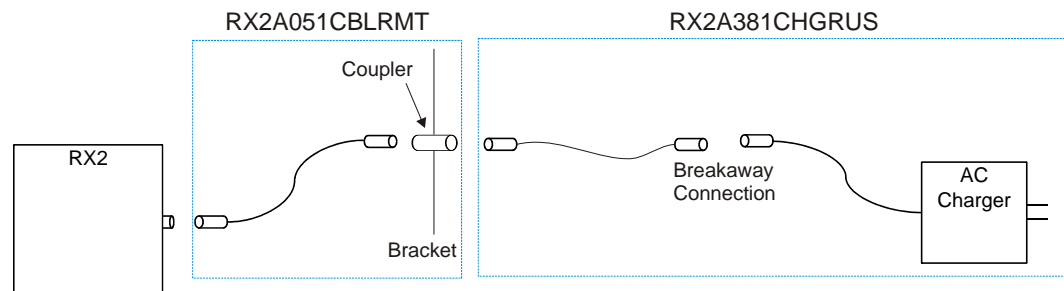 RX2A051CBLRMT
RX2A381CHGRUS
Coupler
RX2
Breakaway
Connection
AC
Charger
Bracket